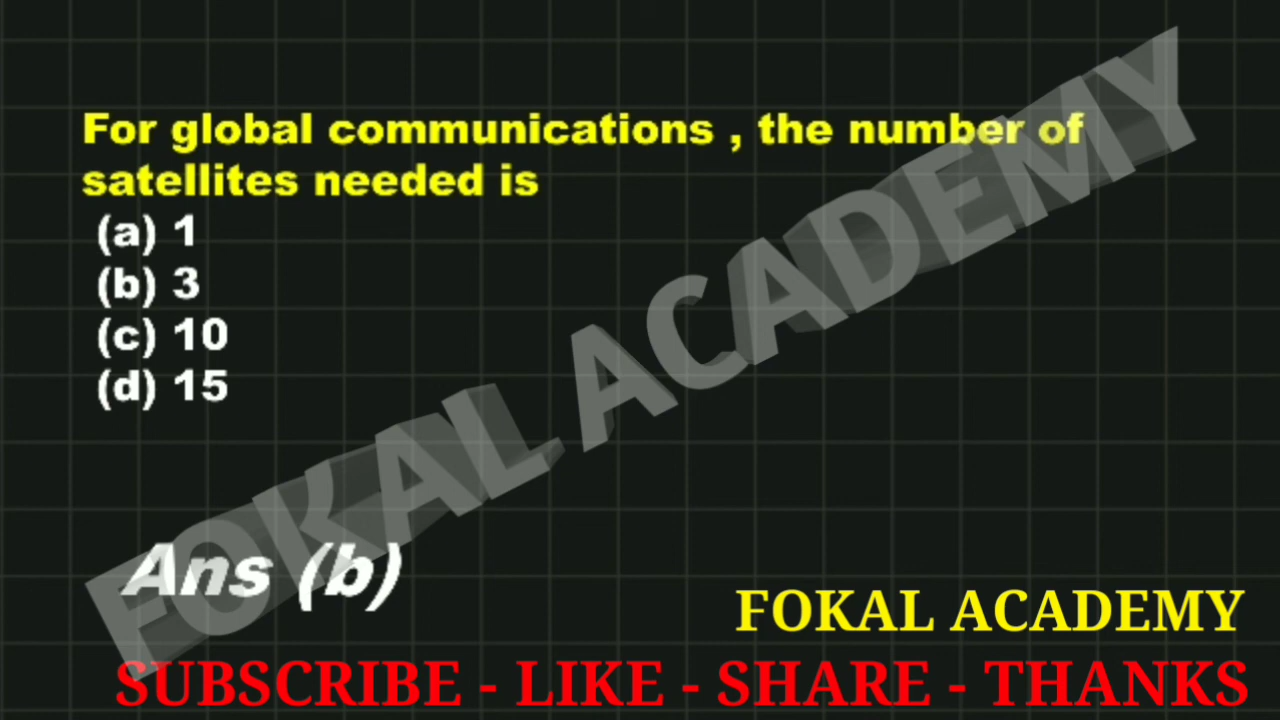 For global communications , the number of
satellites needed is
(a) 1
(b) 3
(c) 10
(d) 15
FOKAL ACADEMY
Ans (b)
FOKAL ACADEMY
SUBSCRIBE - LIKE - SHARE - THANKS